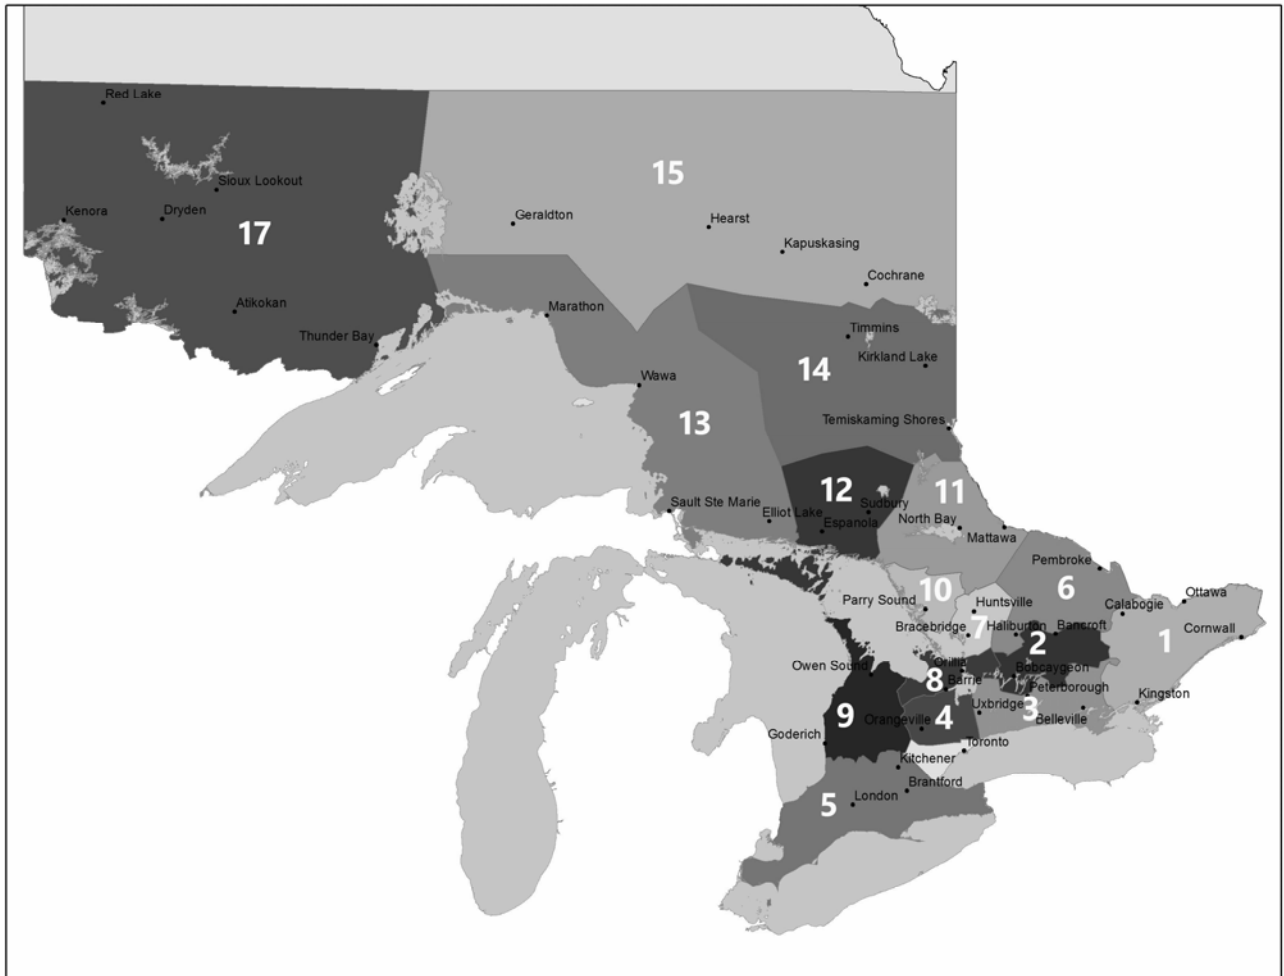 Red Lake
Sioux Lookout
Kenora
Dryden
17
15
Geraldton
Hearst
Kapuskasing
Cochrane
Atikokan
Thunder Bay
Marathon
Timmins
Kirkland Lake
14
Wawa
13
Temiskaming Shores
12
11
Sault Ste Marie
Elliot Lake
Sudbury
Espanola
North Bay
Mattawa
Pembroke
10
6
Parry Sound
Huntsville
Calabogie
Ottawa
Bracebridge
7
Haliburton
Bancroft
2
1
Cornwall
Owen Sound
Orillia
8
Barrie
Bobcaygeon
Peterborough
Kingston
9
Orangeville
4
Uxbridge
3
Belleville
Goderich
Toronto
Kitchener
Brantford
5
London